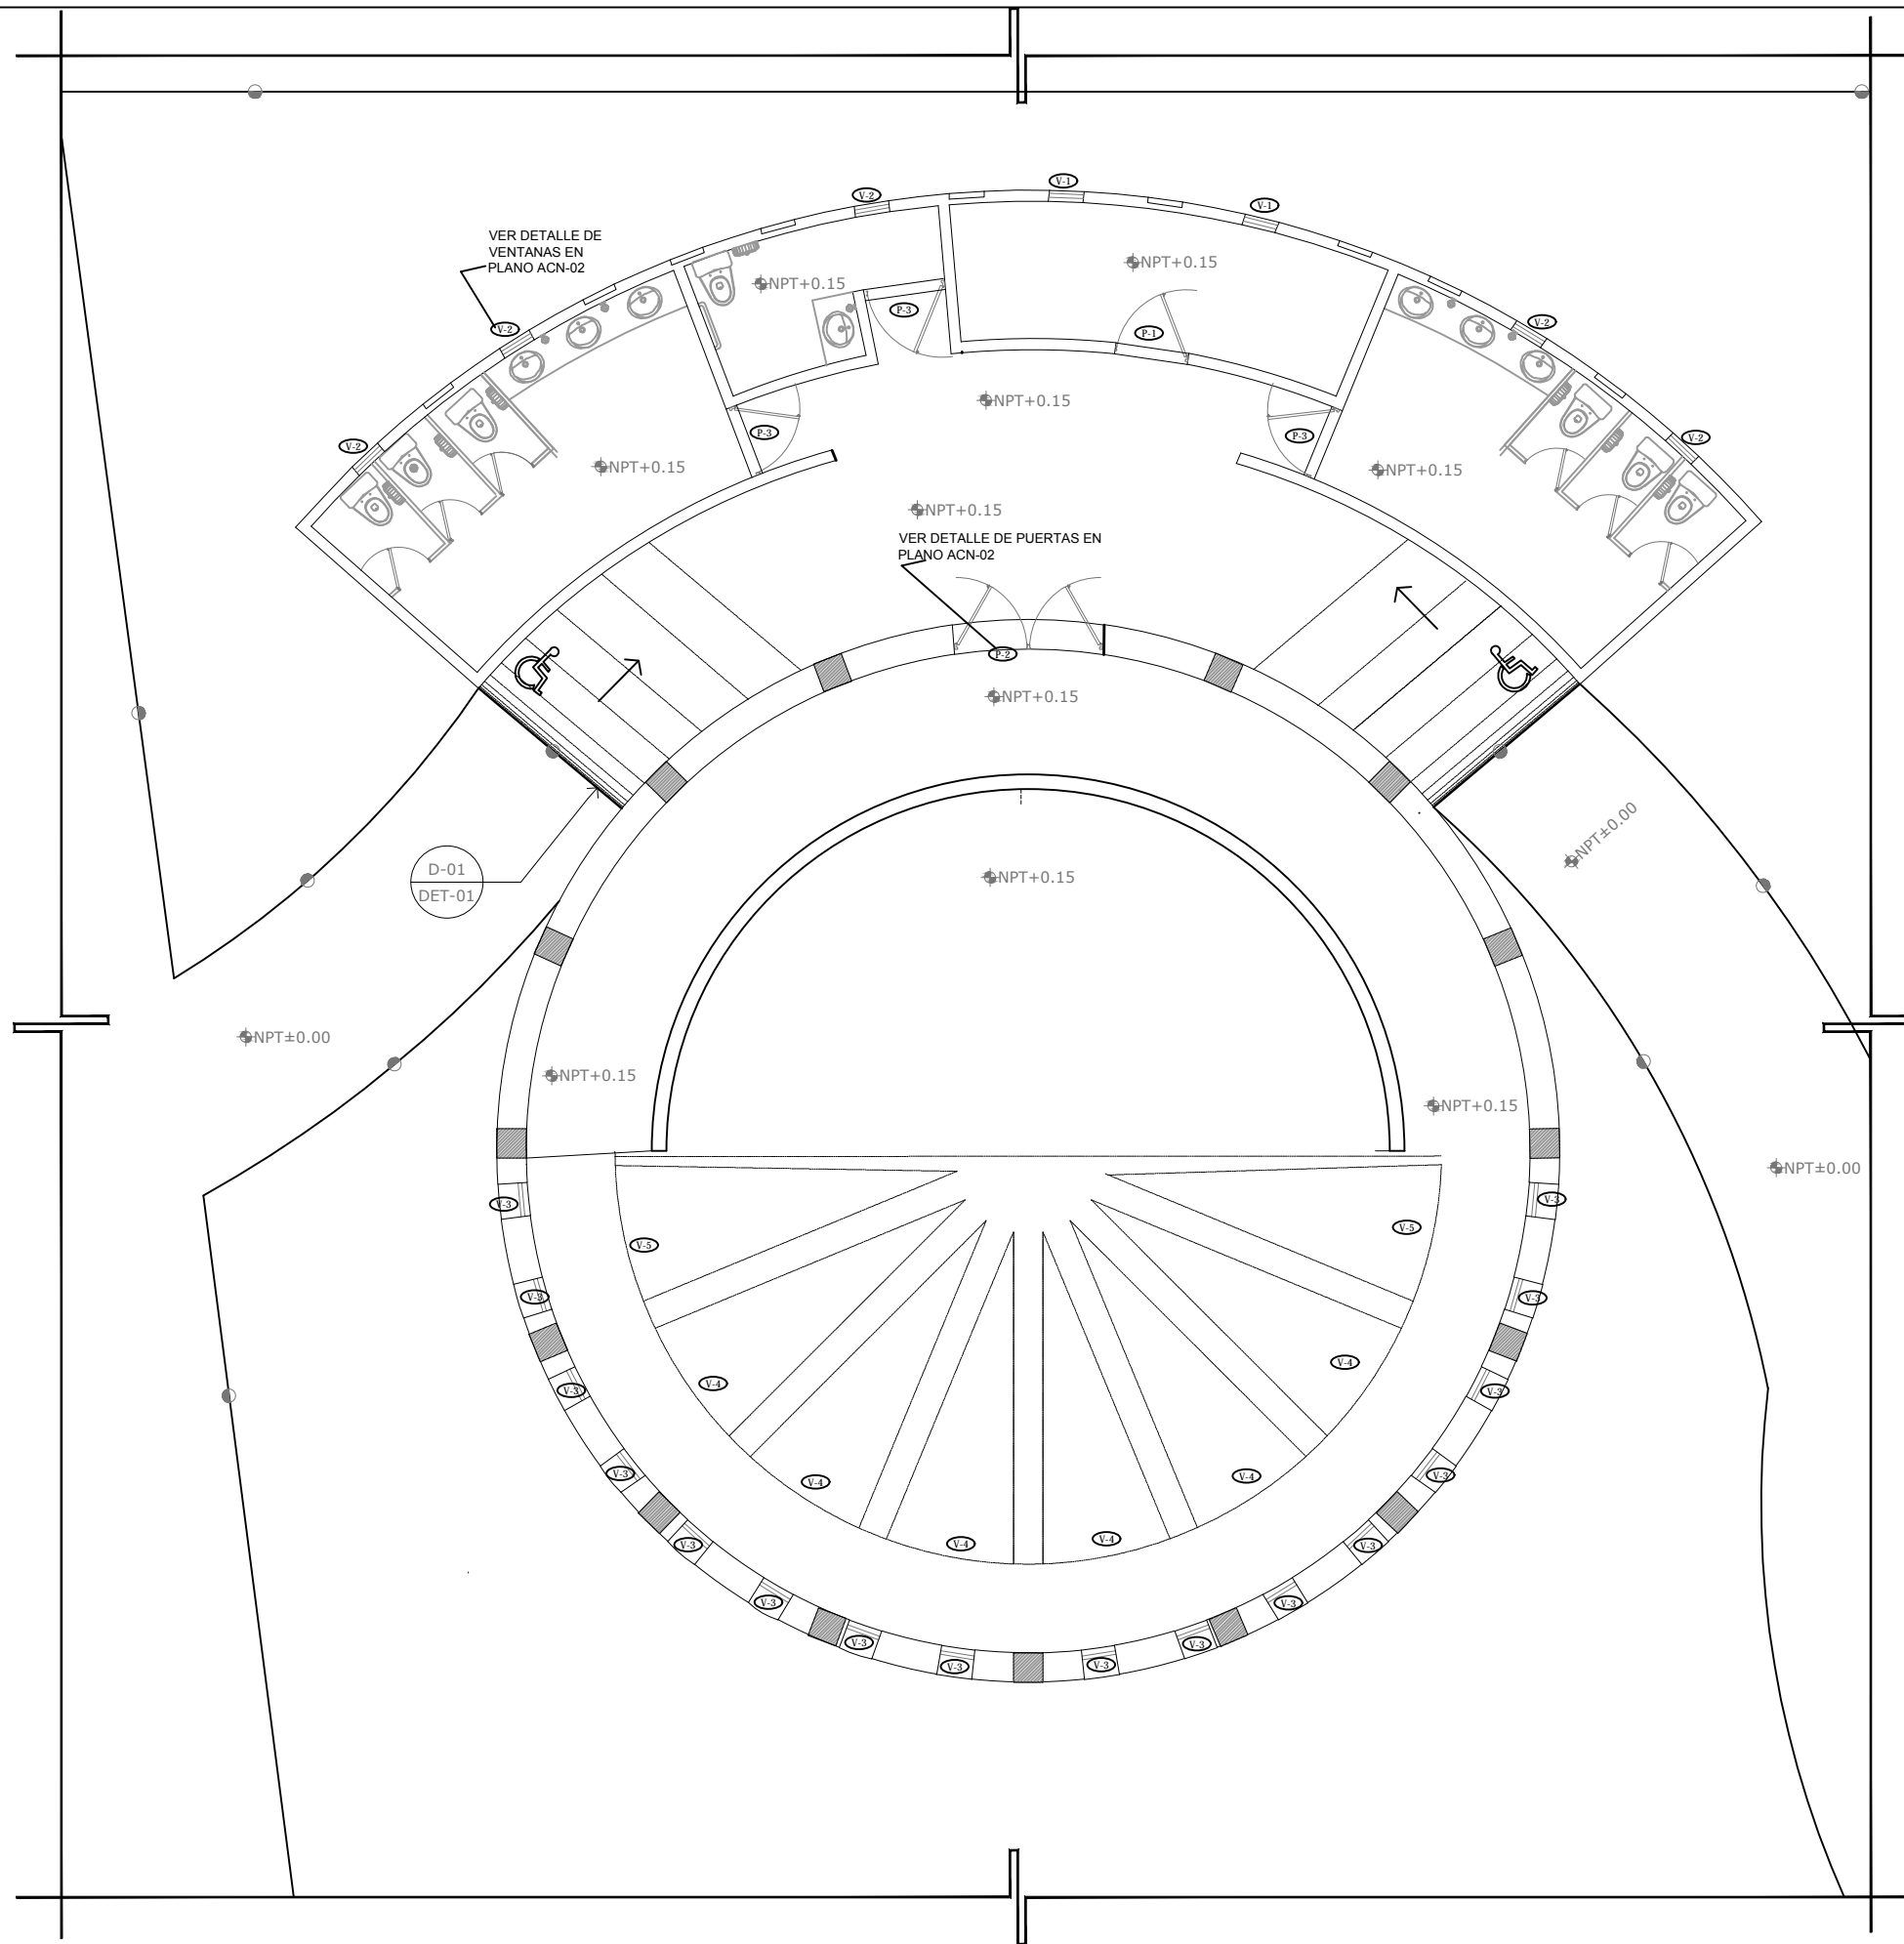 V-1
V-2
V-1
VER DETALLE DE
VENTANAS EN
PLANO ACN-02
NPT+0.15
NPT+0.15
P-3
V-2
V-2
P-1
NPT+0.15
P-3
P-3
V-2
V-2
NPT+0.15
NPT+0.15
NPT+0.15
VER DETALLE DE PUERTAS EN
PLANO ACN-02
P-2
NPT+0.15
NPT±0.00
D-01
DET-01
NPT+0.15
NPT±0.00
NPT+0.15
NPT+0.15
NPT±0.00
V-3
V-3
V-5
V-5
V-3
V-3
V-4
V-4
V-3
V-3
V-3
V-4
V-4
V-3
V-3
V-4
V-4
V-3
V-3
V-3
V-3
V-3
V-3
V-3